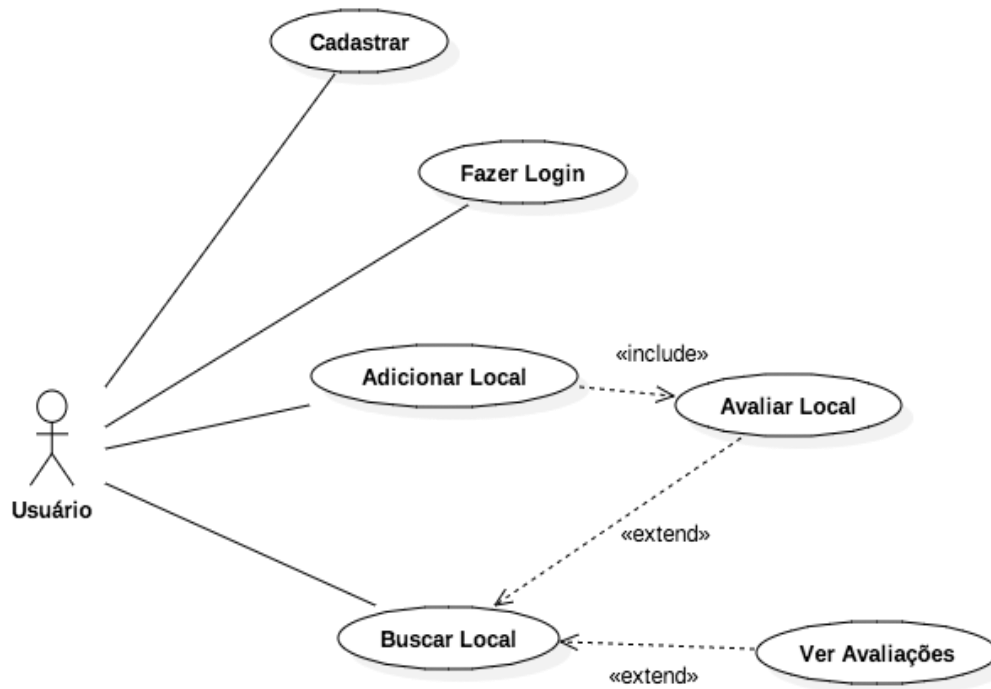 Cadastrar
Fazer Login
Adicionar Local
«include»
Avaliar Local
Usuário
«extend»
Buscar Local
«extend»
Ver Avaliações